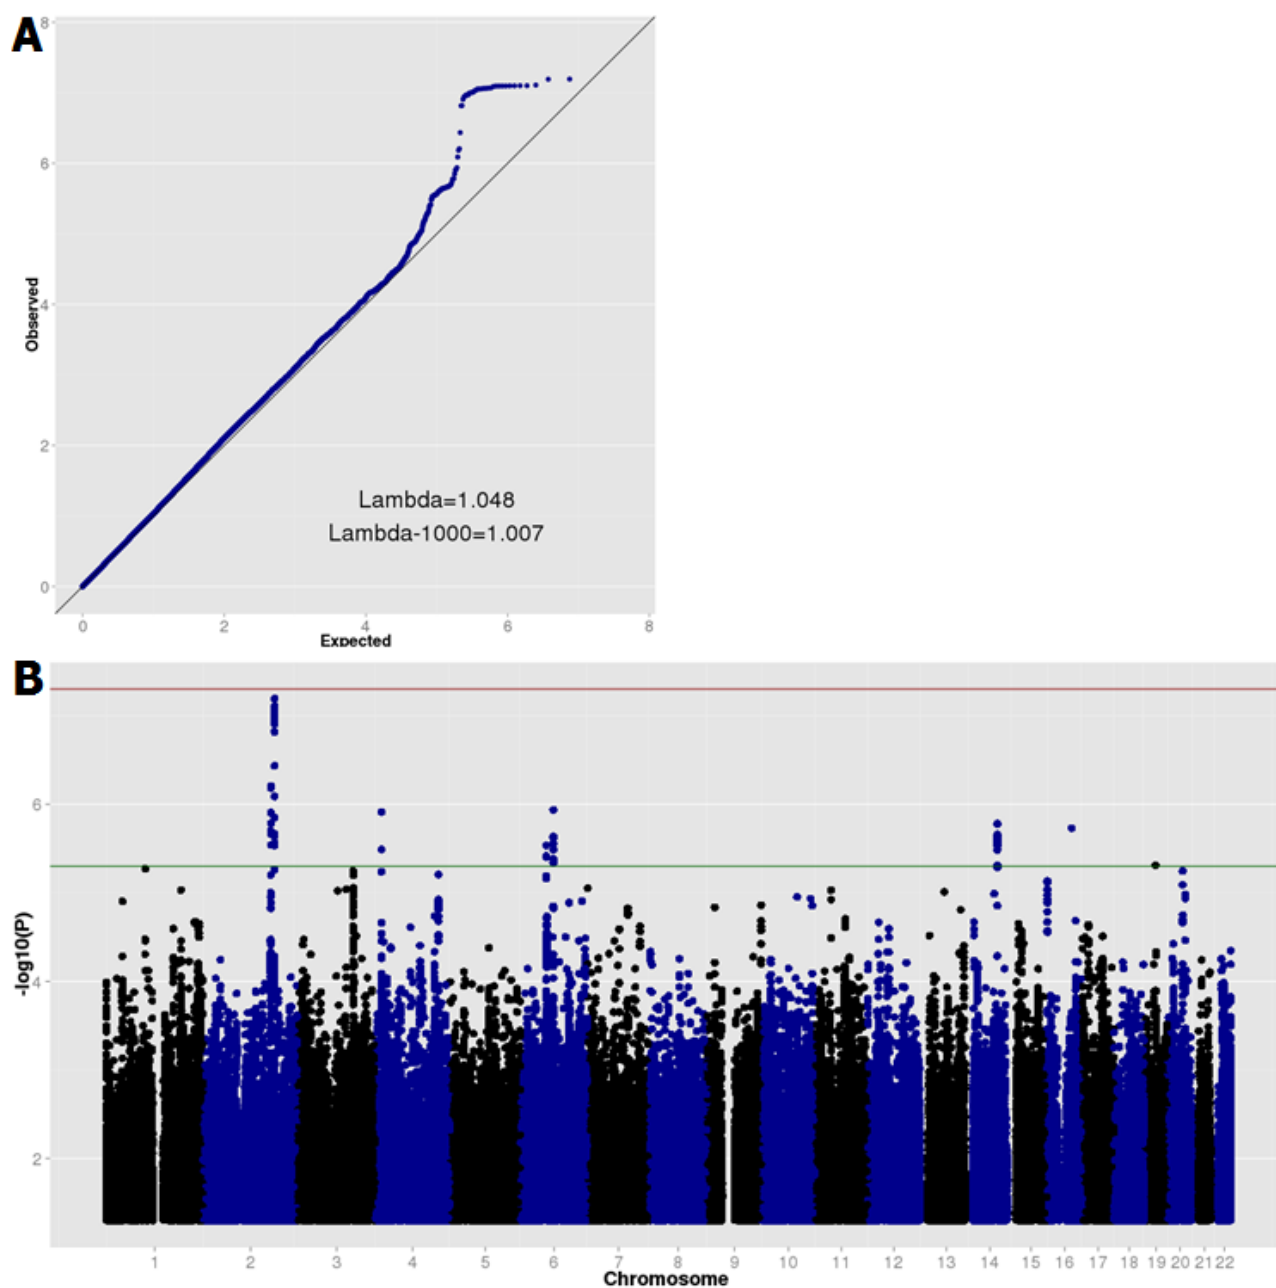 A
8
6
4
2
0
Observed
Lambda=1.048
Lambda-1000=1.007
0 2 4 6 8
Expected
B
6
4
2
-log10(P)
1 2 3 4 5 6 7 8 9 10 11 12 13 14 15 16 17 18 19 20 21 22
Chromosome